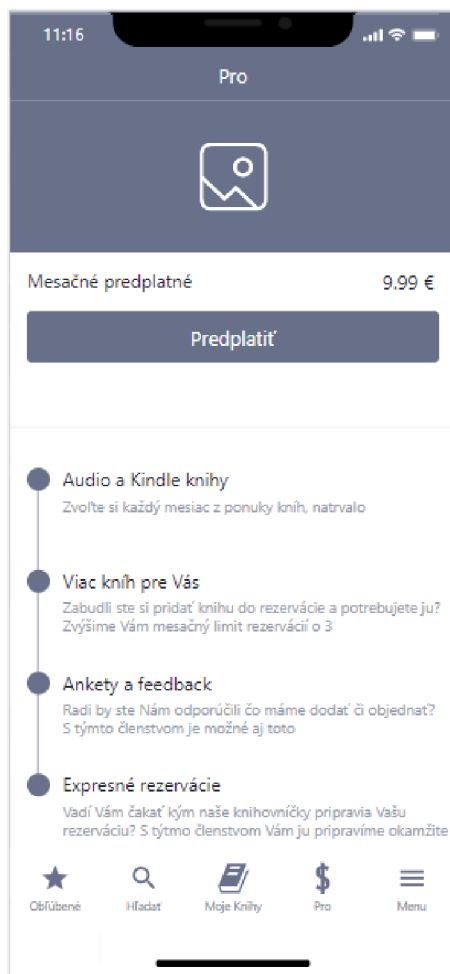 11:16
Pro
Mesačné predplatné 9.99 €
Predplatiť
Audio a Kindle knihy
Zvoľte si každý mesiac z ponuky kníh, natrvalo
Viac kníh pre Vás
Zabudli ste si pridať knihu do rezervácie a potrebujete ju?
Zvýšime Vám mesačný limit rezervácií o 3
Ankety a feedback
Radi by ste Nám odporúčili čo máme dodať či objednať?
S týmto členstvom je možné aj toto
Expresné rezervácie
Vadí Vám čakať kým naše knihovníčky pripravia Vašu
rezerváciu? S týtmo členstvom Vám ju pripravíme okamžite
Obľúbené Hľadať Moje Knihy Pro Menu